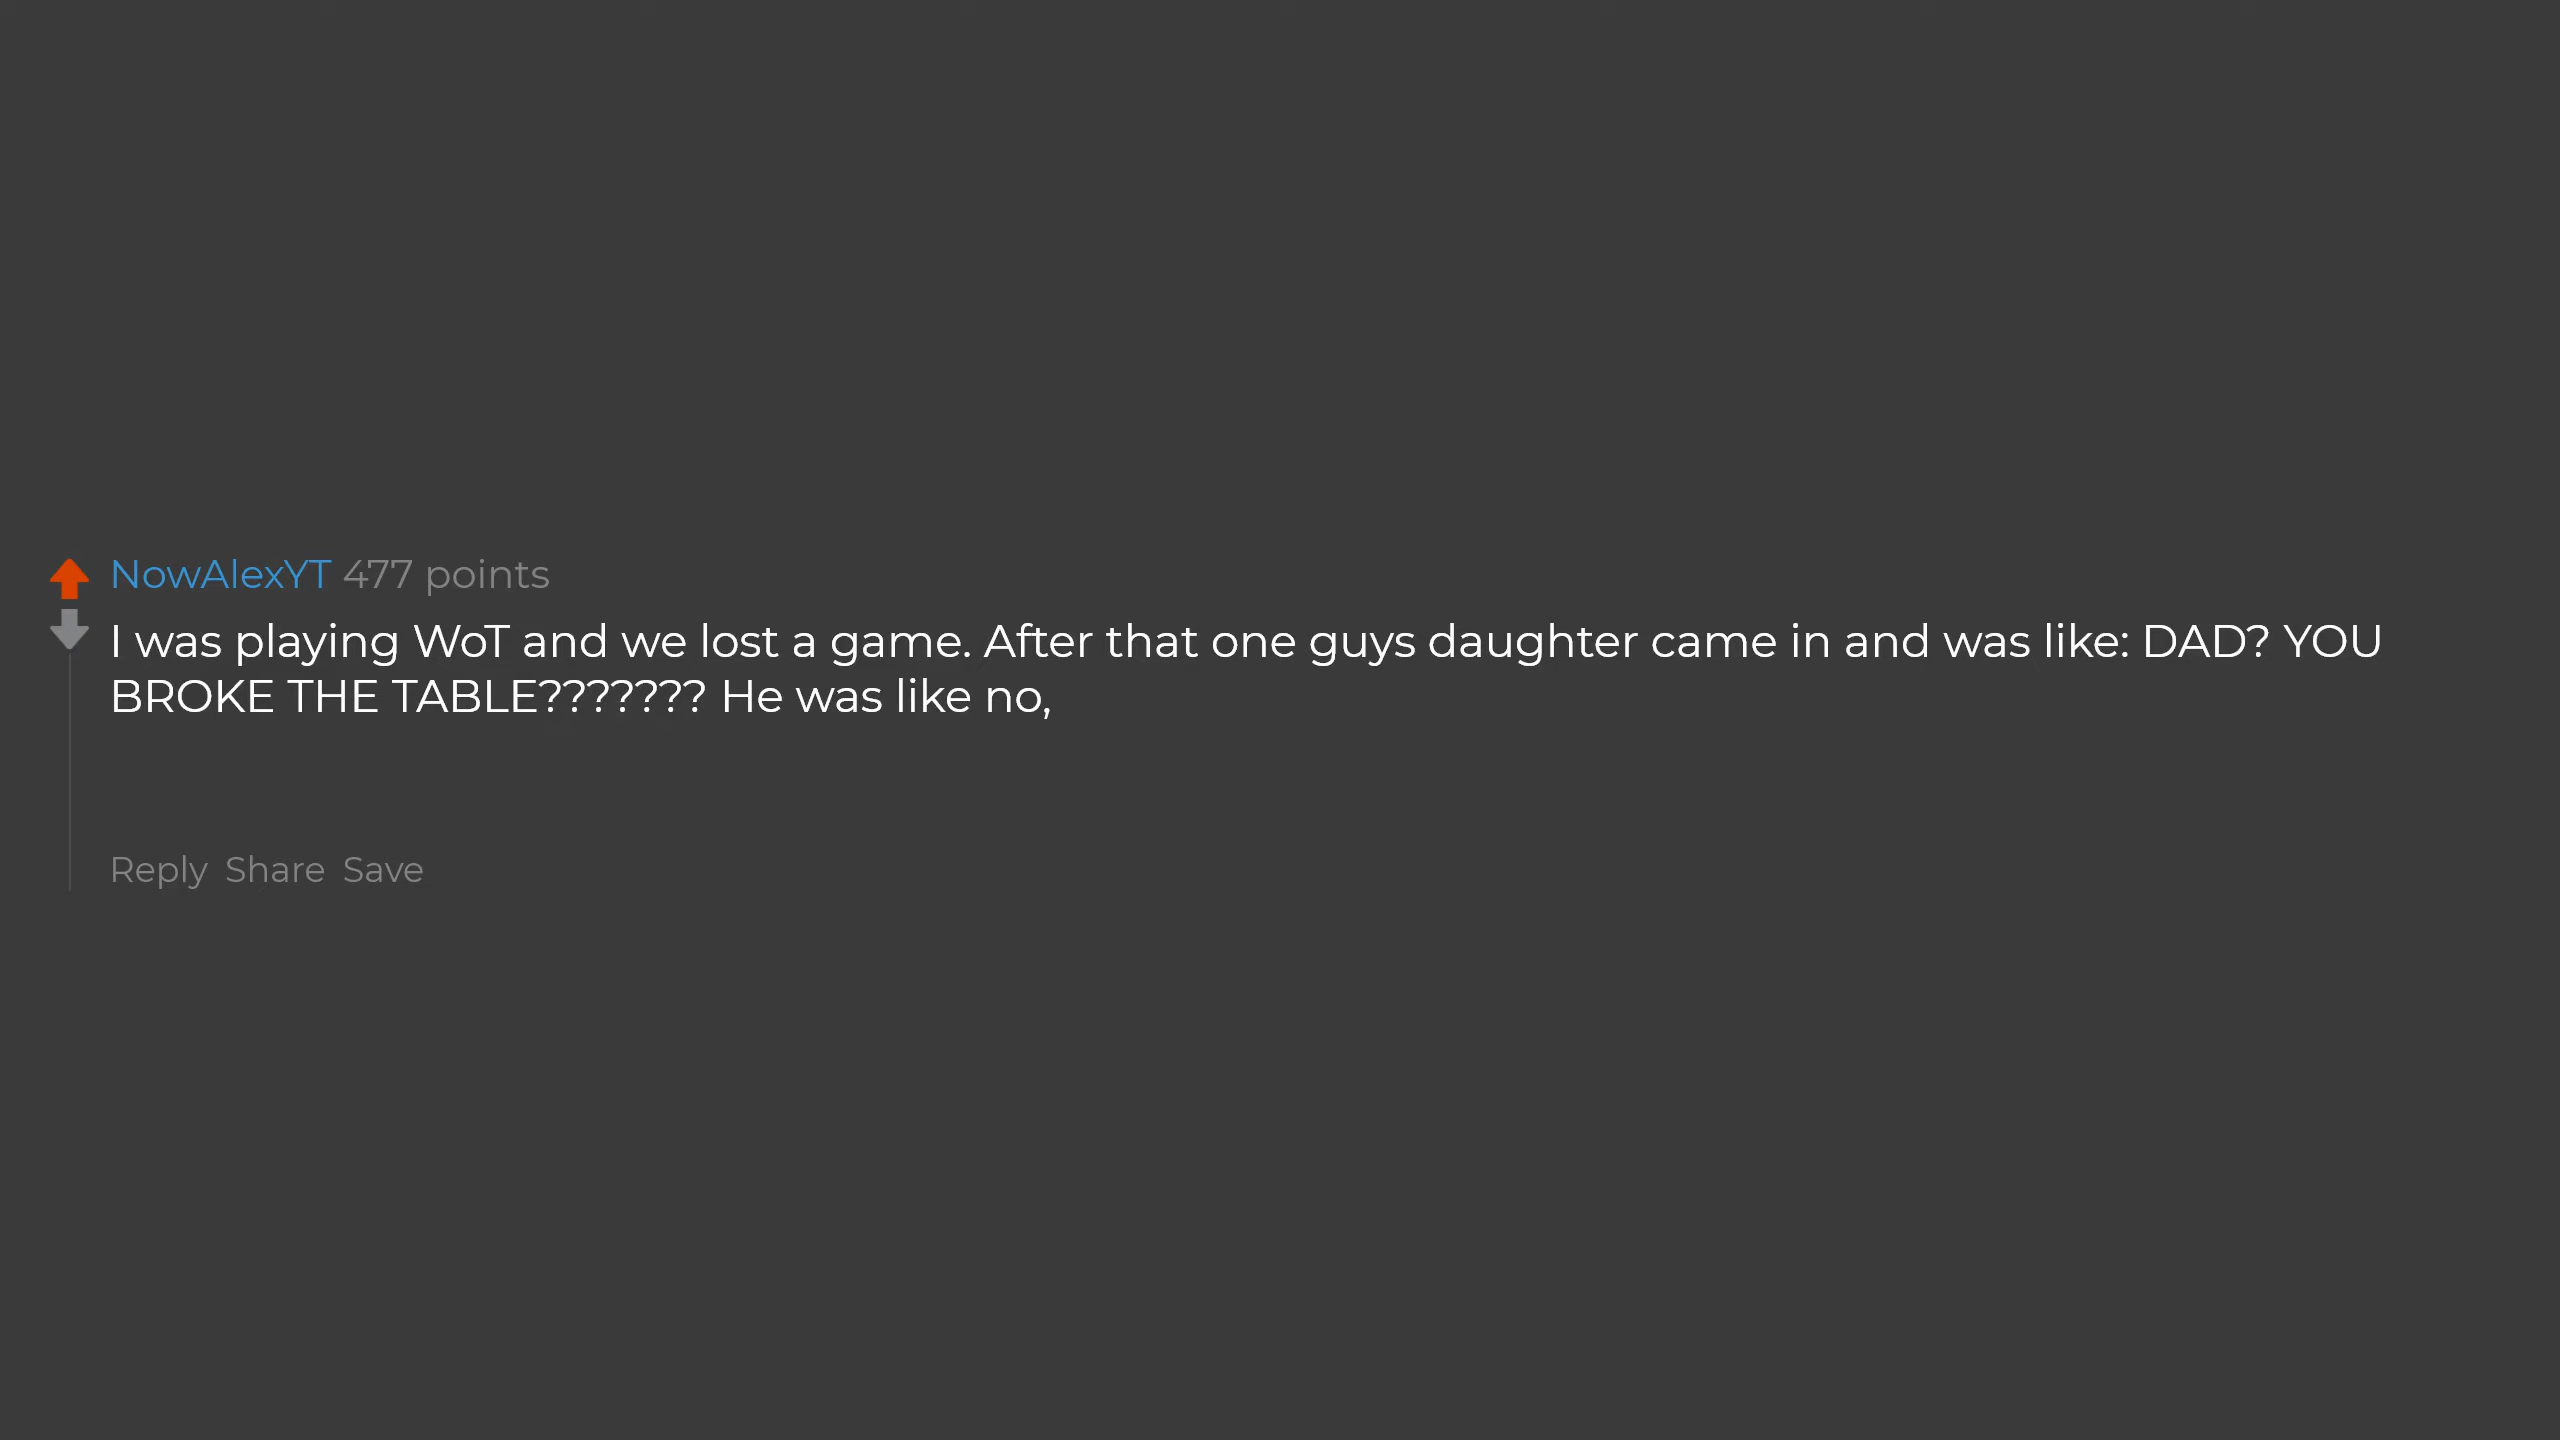 NowAlexYT 477 points
I was playing WoT and we lost a game. After that one guys daughter came in and was like: DAD? YOU
BROKE THE TABLE??????? He was like no,
Reply Share Save